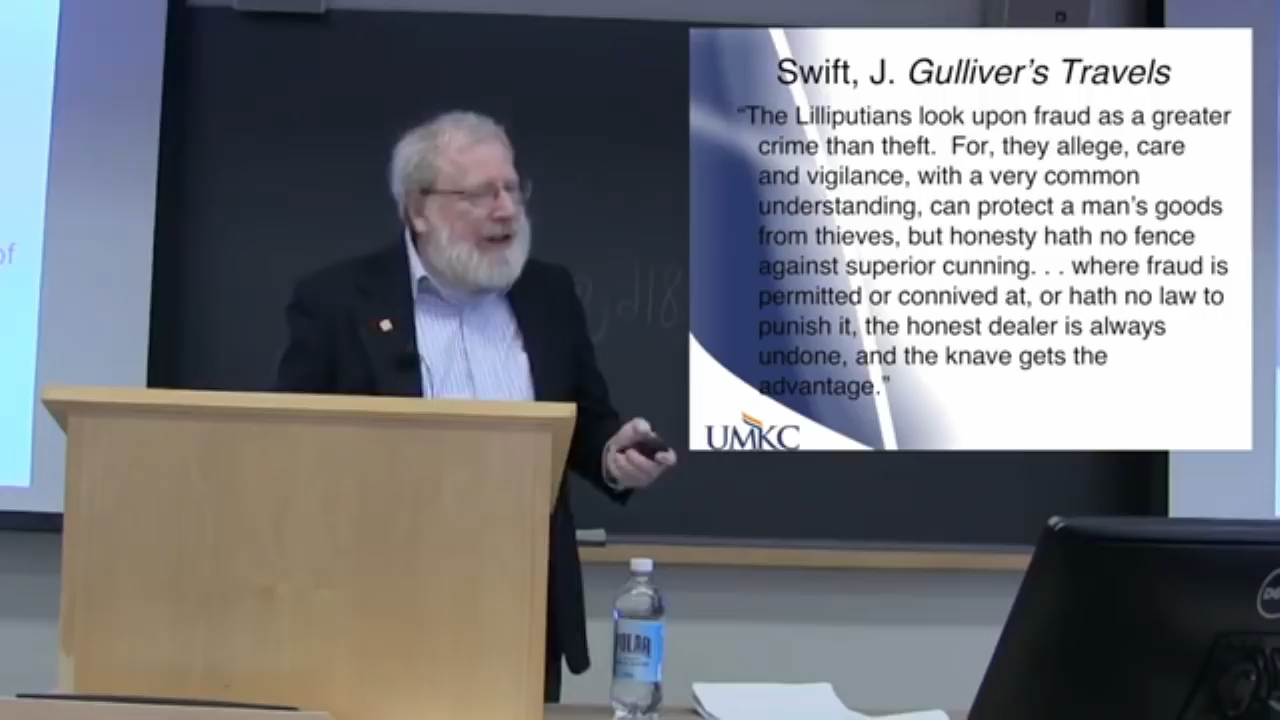 Swift, J. Gulliver's Travels
“The Lilliputians look upon fraud as a greater
crime than theft.  For, they allege, care
and vigilance, with a very common
understanding, can protect a man's goods
from thieves, but honesty hath no fence
against superior cunning. . . where fraud is
permitted or connived at, or hath no law to
punish it, the honest dealer is always
undone, and the knave gets the
advantage.”
UMKC
of
POLAR